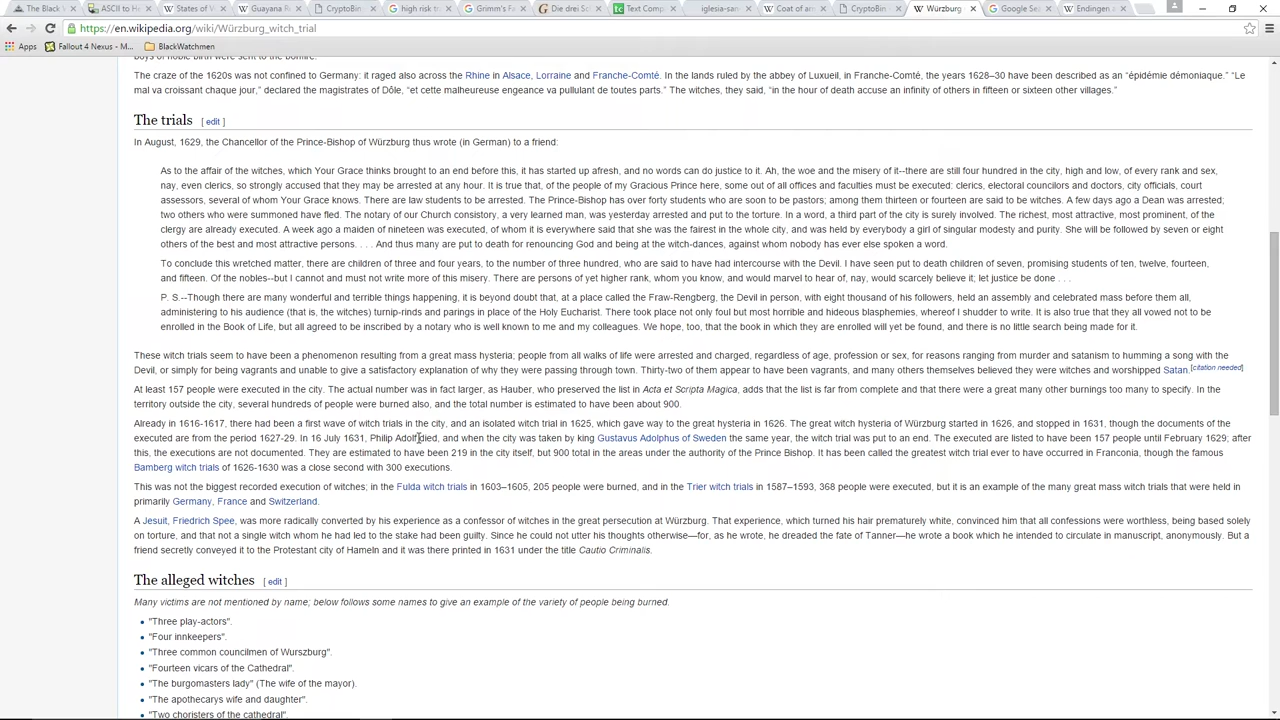 The Black W
ASCII to He
States of W
Guayana R
CryptoBin
high risk tr
Grimm's Fa
Die drei Sc
Text Comp
iglesia-san
Coat of arm
CryptoBin
Würzburg
Google Sea
Endingen a
https://en.wikipedia.org/wiki/Würzburg_witch_trial
Apps Fallout 4 Nexus - M... BlackWatchmen
boys of noble birth were sent to the bonfire.
The craze of the 1620s was not confined to Germany: it raged also across the Rhine in Alsace, Lorraine and Franche-Comté. In the lands ruled by the abbey of Luxueil, in Franche-Comté, the years 1628–30 have been described as an “épidémie démoniaque.” “Le
mal va croissant chaque jour,” declared the magistrates of Dôle, “et cette malheureuse engeance va pullulant de toutes parts.” The witches, they said, “in the hour of death accuse an infinity of others in fifteen or sixteen other villages.”
The trials [ edit ]
In August, 1629, the Chancellor of the Prince-Bishop of Würzburg thus wrote (in German) to a friend:
As to the affair of the witches, which Your Grace thinks brought to an end before this, it has started up afresh, and no words can do justice to it. Ah, the woe and the misery of it--there are still four hundred in the city, high and low, of every rank and sex,
nay, even clerics, so strongly accused that they may be arrested at any hour. It is true that, of the people of my Gracious Prince here, some out of all offices and faculties must be executed: clerics, electoral councilors and doctors, city officials, court
assessors, several of whom Your Grace knows. There are law students to be arrested. The Prince-Bishop has over forty students who are soon to be pastors; among them thirteen or fourteen are said to be witches. A few days ago a Dean was arrested;
two others who were summoned have fled. The notary of our Church consistory, a very learned man, was yesterday arrested and put to the torture. In a word, a third part of the city is surely involved. The richest, most attractive, most prominent, of the
clergy are already executed. A week ago a maiden of nineteen was executed, of whom it is everywhere said that she was the fairest in the whole city, and was held by everybody a girl of singular modesty and purity. She will be followed by seven or eight
others of the best and most attractive persons. . . . And thus many are put to death for renouncing God and being at the witch-dances, against whom nobody has ever else spoken a word.
To conclude this wretched matter, there are children of three and four years, to the number of three hundred, who are said to have had intercourse with the Devil. I have seen put to death children of seven, promising students of ten, twelve, fourteen,
and fifteen. Of the nobles--but I cannot and must not write more of this misery. There are persons of yet higher rank, whom you know, and would marvel to hear of, nay, would scarcely believe it; let justice be done . . .
P. S.--Though there are many wonderful and terrible things happening, it is beyond doubt that, at a place called the Fraw-Rengberg, the Devil in person, with eight thousand of his followers, held an assembly and celebrated mass before them all,
administering to his audience (that is, the witches) turnip-rinds and parings in place of the Holy Eucharist. There took place not only foul but most horrible and hideous blasphemies, whereof I shudder to write. It is also true that they all vowed not to be
enrolled in the Book of Life, but all agreed to be inscribed by a notary who is well known to me and my colleagues. We hope, too, that the book in which they are enrolled will yet be found, and there is no little search being made for it.
These witch trials seem to have been a phenomenon resulting from a great mass hysteria; people from all walks of life were arrested and charged, regardless of age, profession or sex, for reasons ranging from murder and satanism to humming a song with the
Devil, or simply for being vagrants and unable to give a satisfactory explanation of why they were passing through town. Thirty-two of them appear to have been vagrants, and many others themselves believed they were witches and worshipped Satan.[citation needed]
At least 157 people were executed in the city. The actual number was in fact larger, as Hauber, who preserved the list in Acta et Scripta Magica, adds that the list is far from complete and that there were a great many other burnings too many to specify. In the
territory outside the city, several hundreds of people were burned also, and the total number is estimated to have been about 900.
Already in 1616-1617, there had been a first wave of witch trials in the city, and an isolated witch trial in 1625, which gave way to the great hysteria in 1626. The great witch hysteria of Würzburg started in 1626, and stopped in 1631, though the documents of the
executed are from the period 1627-29. In 16 July 1631, Philip Adolf died, and when the city was taken by king Gustavus Adolphus of Sweden the same year, the witch trial was put to an end. The executed are listed to have been 157 people until February 1629; after
this, the executions are not documented. They are estimated to have been 219 in the city itself, but 900 total in the areas under the authority of the Prince Bishop. It has been called the greatest witch trial ever to have occurred in Franconia, though the famous
Bamberg witch trials of 1626-1630 was a close second with 300 executions.
This was not the biggest recorded execution of witches; in the Fulda witch trials in 1603–1605, 205 people were burned, and in the Trier witch trials in 1587–1593, 368 people were executed, but it is an example of the many great mass witch trials that were held in
primarily Germany, France and Switzerland.
A Jesuit, Friedrich Spee, was more radically converted by his experience as a confessor of witches in the great persecution at Würzburg. That experience, which turned his hair prematurely white, convinced him that all confessions were worthless, being based solely
on torture, and that not a single witch whom he had led to the stake had been guilty. Since he could not utter his thoughts otherwise—for, as he wrote, he dreaded the fate of Tanner—he wrote a book which he intended to circulate in manuscript, anonymously. But a
friend secretly conveyed it to the Protestant city of Hameln and it was there printed in 1631 under the title Cautio Criminalis.
The alleged witches [ edit ]
Many victims are not mentioned by name; below follows some names to give an example of the variety of people being burned.
"Three play-actors".
"Four innkeepers".
"Three common councilmen of Wurszburg".
"Fourteen vicars of the Cathedral".
"The burgomasters lady" (The wife of the mayor).
"The apothecarys wife and daughter".
"Two choristers of the cathedral".